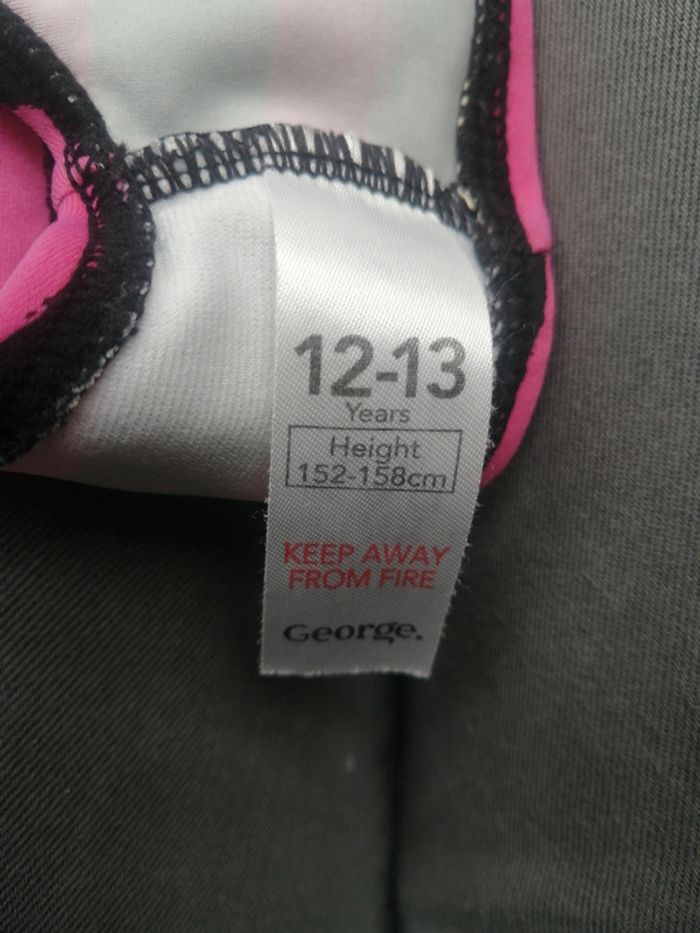 12-13
Years
Height
152-158cm
KEEP AWAY
FROM FIRE
George.